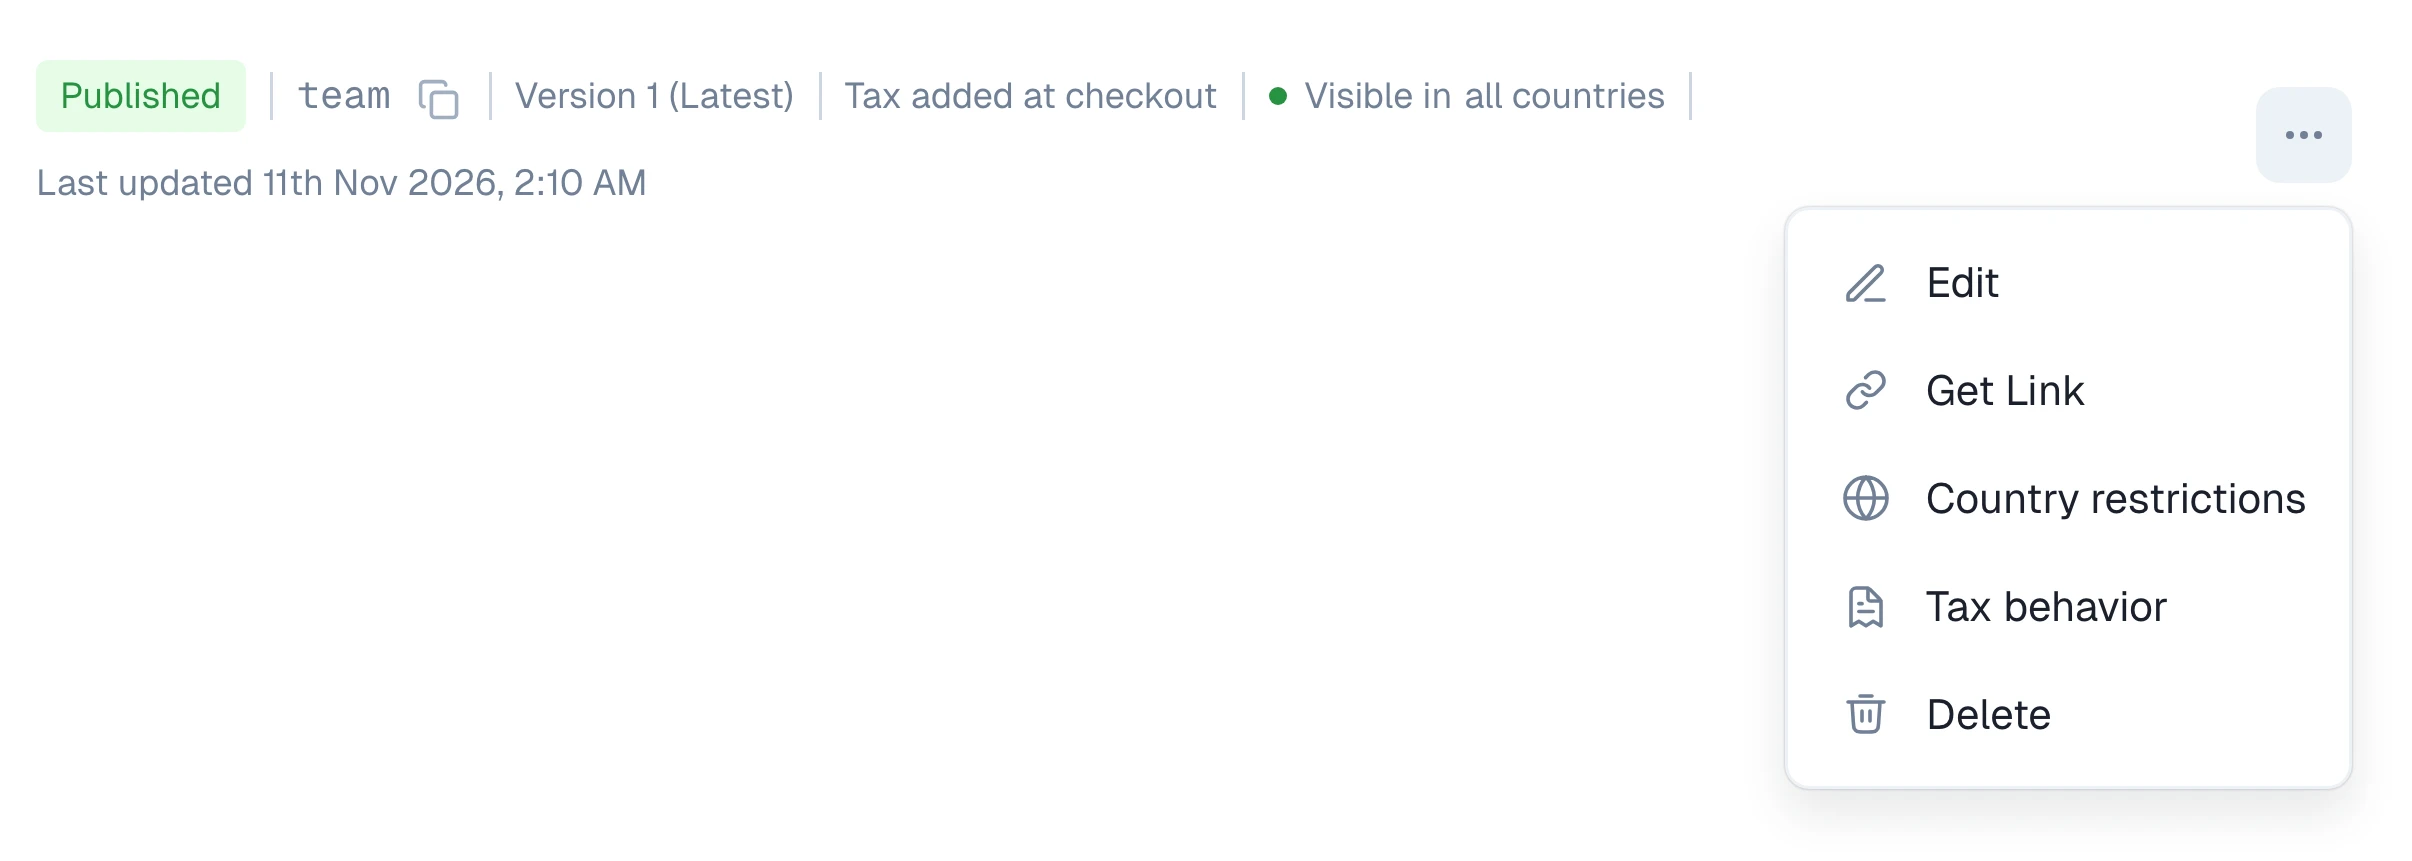 Published team Version 1 (Latest) Tax added at checkout Visible in all countries
Last updated 11th Nov 2026, 2:10 AM
Edit
Get Link
Country restrictions
Tax behavior
Delete